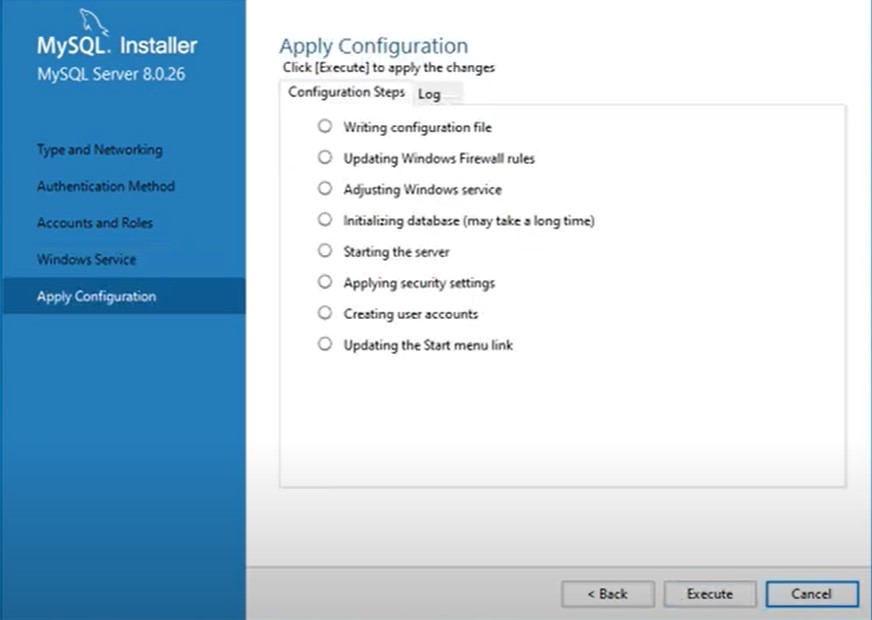 MySQL. Installer
MySQL Server 8.0.26
Type and Networking
Authentication Method
Accounts and Roles
Windows Service
Apply Configuration
Apply Configuration
Click [Execute] to apply the changes
Configuration Steps
Log
Writing configuration file
Updating Windows Firewall rules
Adjusting Windows service
Initializing database (may take a long time)
Starting the server
Applying security settings
Creating user accounts
Updating the Start menu link
< Back
Execute
Cancel